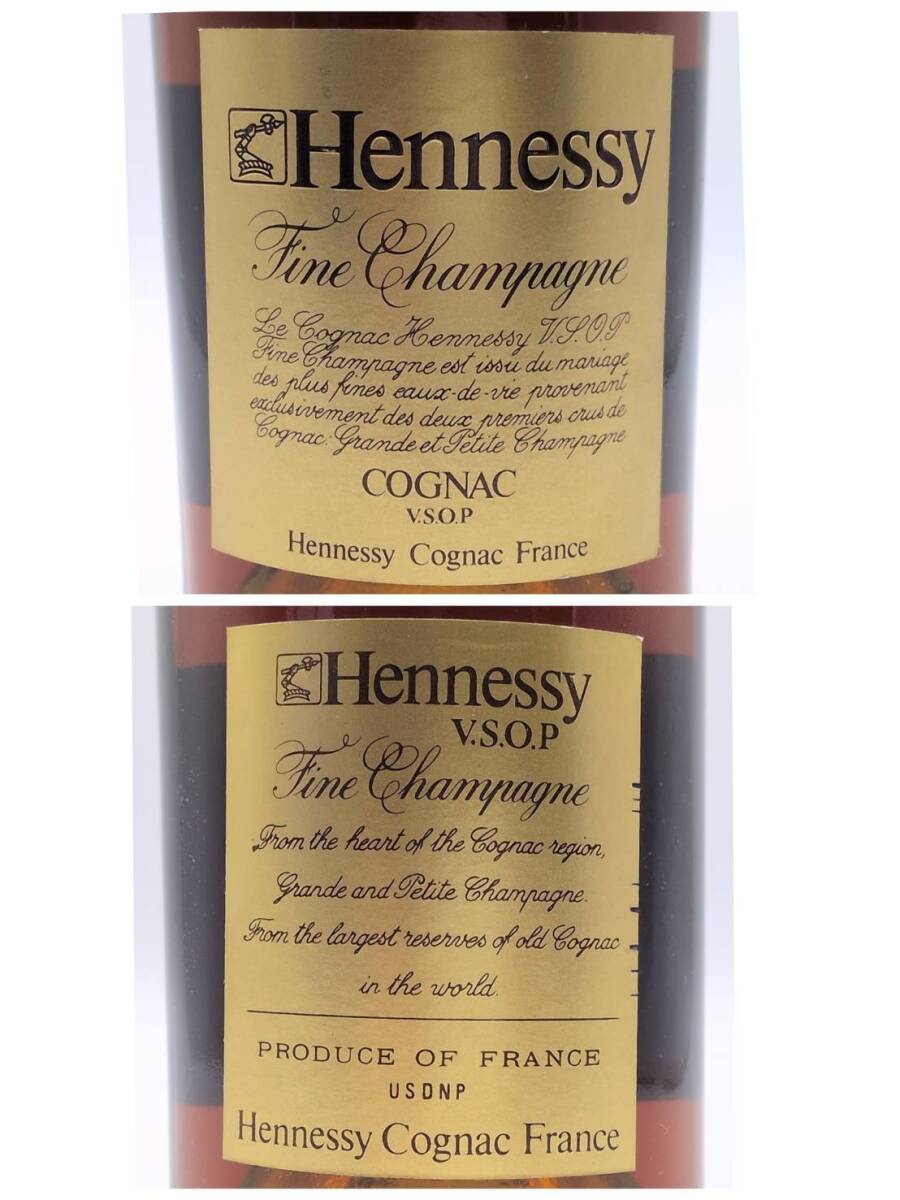 Hennessy
Fine Champagne
Le Cognac Hennessy V.S.O.P
Fine Champagne est issu du mariage
des plus fines eaux-de-vie provenant
exclusivement des deux premiers crus de
Cognac: Grande et Petite Champagne
COGNAC
V.S.O.P
Hennessy Cognac France
Hennessy
V.S.O.P
Fine Champagne
From the heart of the Cognac region,
Grande and Petite Champagne.
From the largest reserves of old Cognac
in the world.
PRODUCE OF FRANCE
USDNP
Hennessy Cognac France